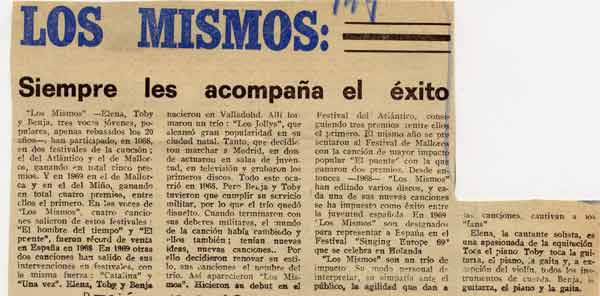 LOS MISMOS:
Siempre les acompaña el éxito
"Los Mismos" —Elena, Toby
y Benja, tres voces jóvenes, po-
pulares, apenas rebasados los 20
años—, han participado, en 1968,
en dos festivales de la canción;
el del Atlántico y el de Mallor-
ca, ganando en total cinco pre-
mios. Y en 1969 en el de Mallor-
ca y en el del Miño, ganando
en total cuatro premios, entre
ellos el primero. En las voces de
"Los Mismos", cuatro cancio-
nes salieron de estos festivales:
"El hombre del tiempo" y "El
prente", fueron récord de venta
en España en 1968 En 1969 otras
dos canciones han salido de sus
intervenciones en festivales, con
la misma fuerza: "Catalina" y
"Una vez". Elena, Toby y Benja
nacieron en Valladolid. Allí for-
maron un trío: "Los Jollys", que
alcanzó gran popularidad en su
ciudad natal. Tanto, que decidie-
ron marchar a Madrid, en don-
de actuaron en salas de juven-
tud, en televisión y grabaron los
primeros discos. Todo este ocu-
rrió en 1965. Pero Benja y Toby
tuvieron que cumplir su servicio
militar, por lo que el trío quedó
disuelto. Cuando terminaron con
sus deberes militares, el mundo
de la canción había cambiado y
ellos también; tenían nuevas
ideas, nuevas canciones.. Por
ello decidieron renovar su esti-
lo, sus canciones el nombre del
trío. Así aparecieron "Los Mis-
mos". Hicieron su debut en el
Festival del Atlántico, conse-
guiendo tres premios entre ellos
el primero. El mismo año se pre-
sentaron al Festival de Mallorca
con la canción de mayor impacto
popular "El puente" con la que
ganaron dos premios. Desde en-
tonces —1968— "Los Mismos"
han editado varios discos, y ca-
da una de sus nuevas canciones
se ha impuesto como éxito entre
la juventud española. En 1969
"Los Mismos" son designados
para representar a España en el
Festival "Singing Europe 69"
que se celebra en Holanda
"Los Mismos" son un trío de
impacto Su modo personal de
interpretar, su simpatía ante el
público, la agilidad que dan a
las canciones, cautivan a los
"fans"
Elena, la cantante solista, es
una apasionada de la equitación
Toca el piano Toby toca la
guitarra, el piano, la gaita y, a
excepción del violín, todos los ins-
trumentos de cuerda. Benja, la
guitarra, el piano y la gaita.